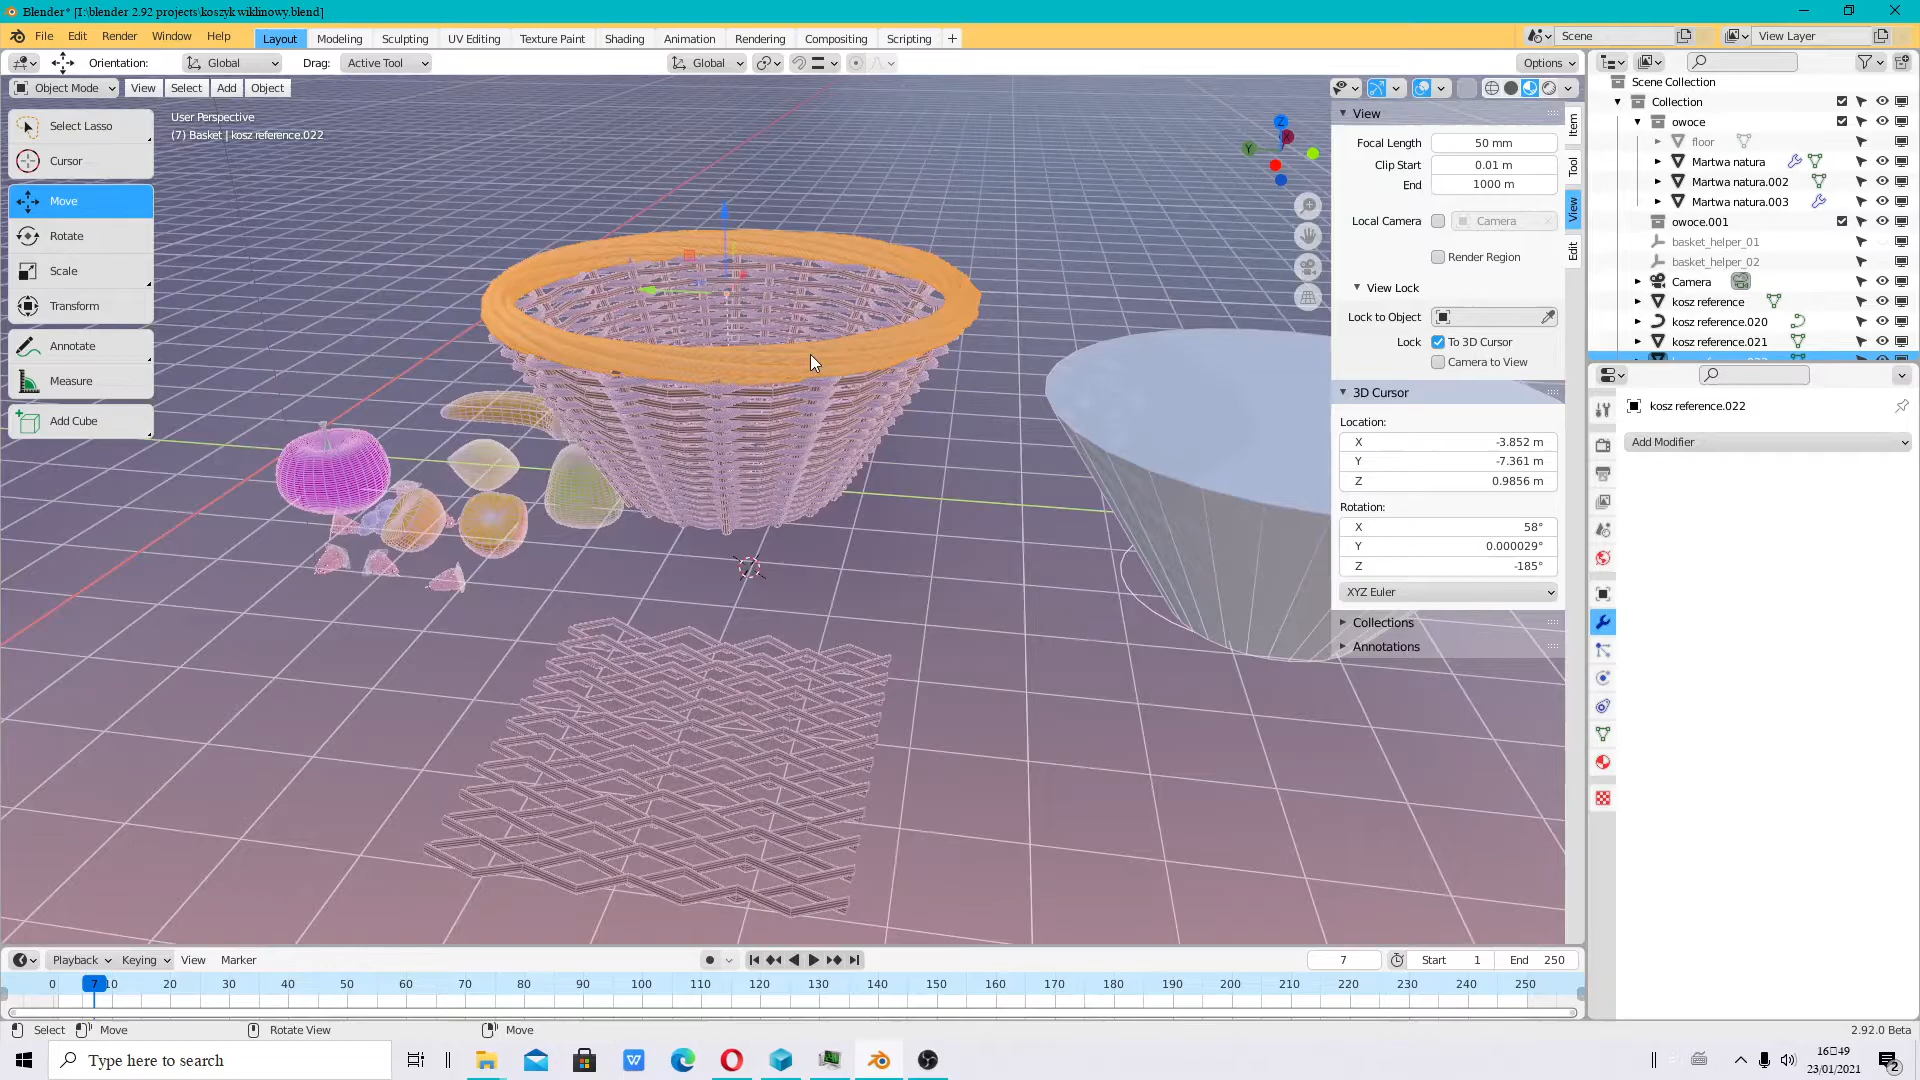 Blender* [I:\blender 2.92 projects\koszyk wiklinowy.blend]
File Edit Render Window Help Layout Modeling Sculpting UV Editing Texture Paint Shading Animation Rendering Compositing Scripting + Scene View Layer
Orientation: Global Drag: Active Tool Global Options
Object Mode View Select Add Object
User Perspective
(7) Basket | kosz reference.022
Select Lasso
Cursor
Move
Rotate
Scale
Transform
Annotate
Measure
Add Cube
Z
X
Y
View
Focal Length 50 mm
Clip Start 0.01 m
End 1000 m
Local Camera Camera
Render Region
View Lock
Lock to Object
Lock To 3D Cursor
Camera to View
3D Cursor
Location:
X -3.852 m
Y -7.361 m
Z 0.9856 m
Rotation:
X 58°
Y 0.000029°
Z -185°
XYZ Euler
Collections
Annotations
Item
Tool
View
Edit
Scene Collection
Collection
owoce
floor
Martwa natura
Martwa natura.002
Martwa natura.003
owoce.001
basket_helper_01
basket_helper_02
Camera
kosz reference
kosz reference.020
kosz reference.021
kosz reference.022
Add Modifier
Playback Keying View Marker 7 Start 1 End 250
0 7 10 20 30 40 50 60 70 80 90 100 110 120 130 140 150 160 170 180 190 200 210 220 230 240 250
Select Move Rotate View Move 2.92.0 Beta
Type here to search
16:49
23/01/2021
2